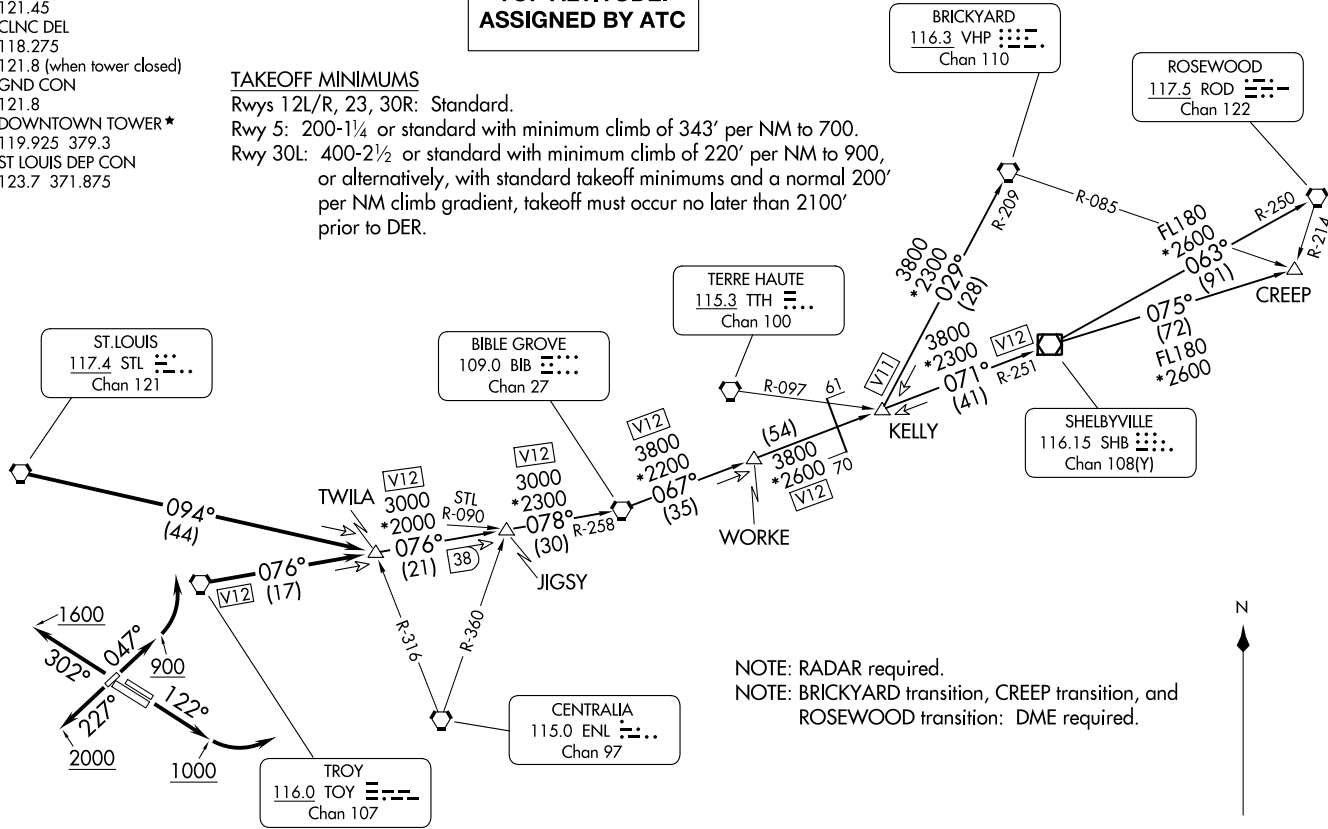 121.45
CLNC DEL
118.275
121.8 (when tower closed)
GND CON
121.8
DOWNTOWN TOWER★
119.925 379.3
ST LOUIS DEP CON
123.7 371.875
ASSIGNED BY ATC
TAKEOFF MINIMUMS
Rwys 12L/R, 23, 30R: Standard.
Rwy 5: 200-1¼ or standard with minimum climb of 343' per NM to 700.
Rwy 30L: 400-2½ or standard with minimum climb of 220' per NM to 900,
or alternatively, with standard takeoff minimums and a normal 200'
per NM climb gradient, takeoff must occur no later than 2100'
prior to DER.
BRICKYARD
116.3 VHP
Chan 110
ROSEWOOD
117.5 ROD
Chan 122
R-209
R-085
R-250
R-214
FL180
*2600
063°
(91)
CREEP
075°
(72)
FL180
*2600
3800
*2300
029°
(28)
V11
TERRE HAUTE
115.3 TTH
Chan 100
R-097
61
70
3800
*2300
V12
071°
(41)
R-251
KELLY
SHELBYVILLE
116.15 SHB
Chan 108(Y)
ST.LOUIS
117.4 STL
Chan 121
BIBLE GROVE
109.0 BIB
Chan 27
V12
3800
*2200
067°
(35)
(54)
3800
*2600
V12
WORKE
094°
(44)
TWILA
V12
3000
*2000
076°
(21)
STL
R-090
38
V12
3000
*2300
078°
(30)
R-258
JIGSY
076°
(17)
V12
R-316
R-360
1600
302°
047°
900
227°
122°
2000
1000
CENTRALIA
115.0 ENL
Chan 97
TROY
116.0 TOY
Chan 107
NOTE: RADAR required.
NOTE: BRICKYARD transition, CREEP transition, and
ROSEWOOD transition: DME required.
N